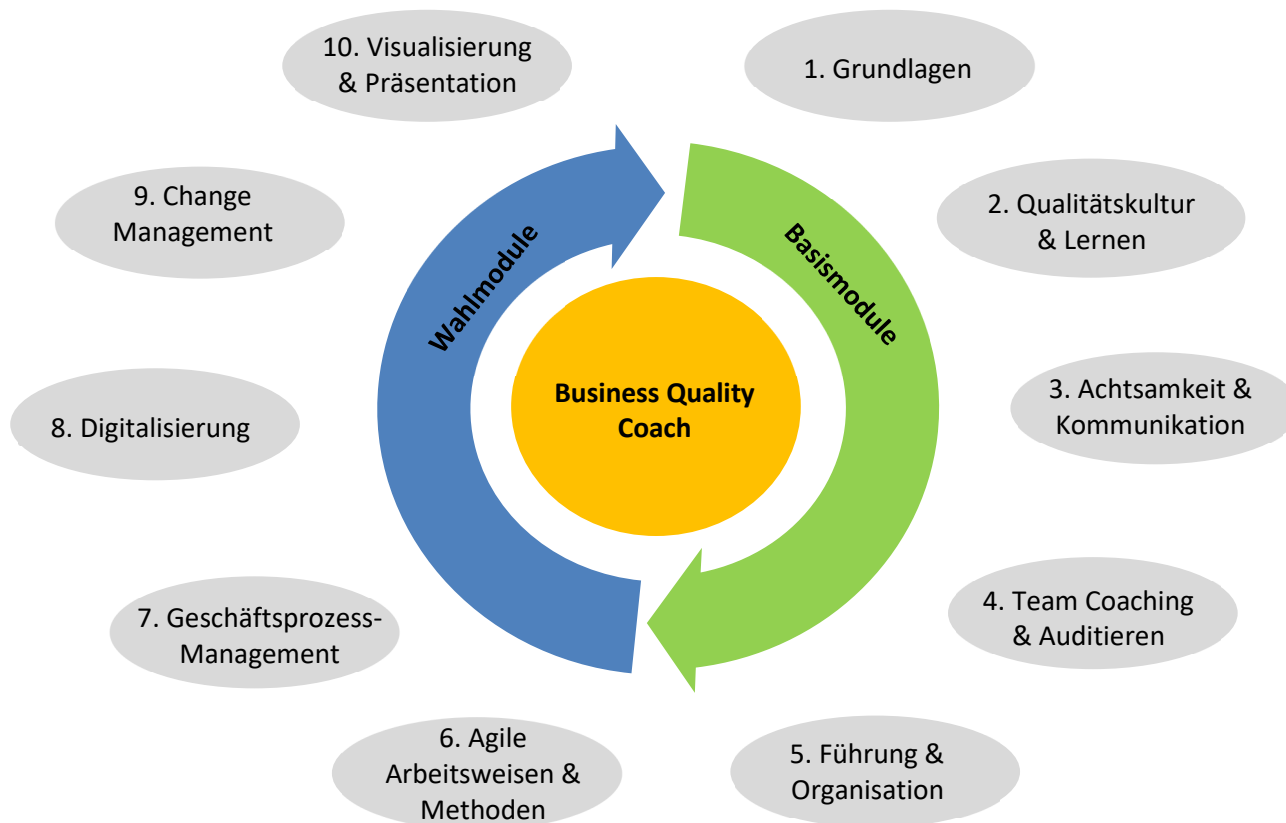 10. Visualisierung
& Präsentation
1. Grundlagen
9. Change
Management
2. Qualitätskultur
& Lernen
Wahlmodule
Basismodule
Business Quality
Coach
3. Achtsamkeit &
Kommunikation
8. Digitalisierung
4. Team Coaching
& Auditieren
7. Geschäftsprozess-
Management
6. Agile
Arbeitsweisen &
Methoden
5. Führung &
Organisation